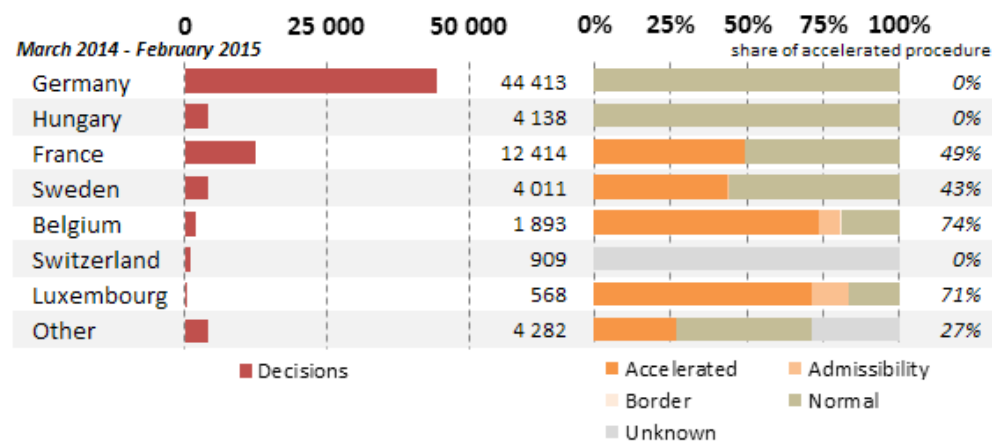 0 25 000 50 000 0% 25% 50% 75% 100%
March 2014 - February 2015 share of accelerated procedure
Germany 44 413 0%
Hungary 4 138 0%
France 12 414 49%
Sweden 4 011 43%
Belgium 1 893 74%
Switzerland 909 0%
Luxembourg 568 71%
Other 4 282 27%
Decisions Accelerated Admissibility
Border Normal
Unknown